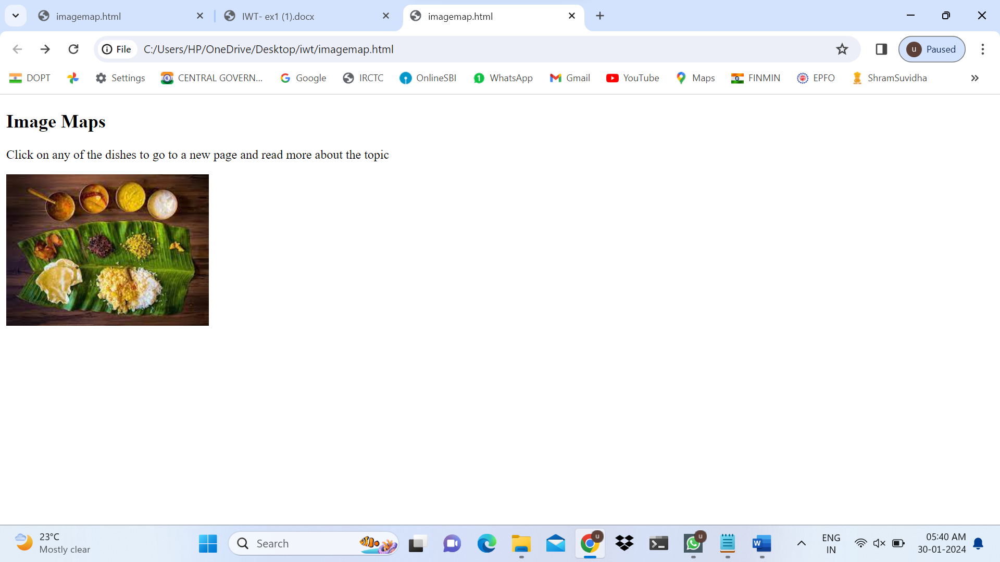 imagemap.html
IWT- ex1 (1).docx
imagemap.html
File
C:/Users/HP/OneDrive/Desktop/iwt/imagemap.html
u
Paused
DOPT
Settings
CENTRAL GOVERN...
Google
IRCTC
OnlineSBI
1
WhatsApp
Gmail
YouTube
Maps
FINMIN
EPFO
ShramSuvidha
Image Maps
Click on any of the dishes to go to a new page and read more about the topic
23°C
Mostly clear
Search
u
u
W
ENG
IN
05:40 AM
30-01-2024